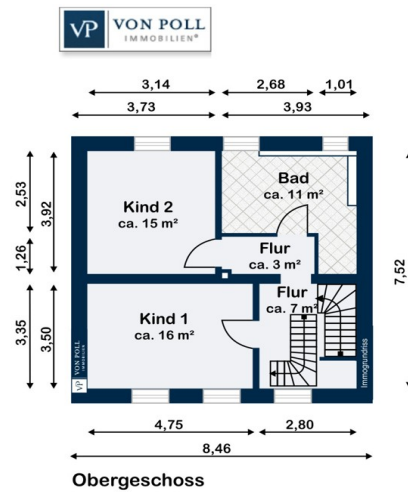 VP VON POLL
IMMOBILIEN®
3,14 2,68 1,01
3,73 3,93
2,53
3,92
1,26
3,35
3,50
7,52
Kind 2
ca. 15 m²
Bad
ca. 11 m²
Flur
ca. 3 m²
Flur
ca. 7 m²
Kind 1
ca. 16 m²
VP VON POLL
IMMOBILIEN
Immogrundriss
4,75 2,80
8,46
Obergeschoss